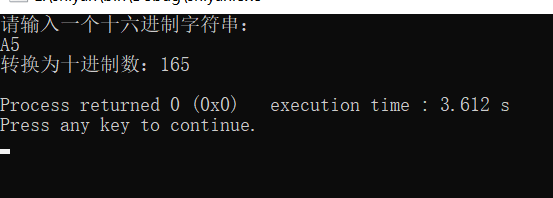 请输入一个十六进制字符串:
A5
转换为十进制数: 165
Process returned 0 (0x0)   execution time : 3.612 s
Press any key to continue.